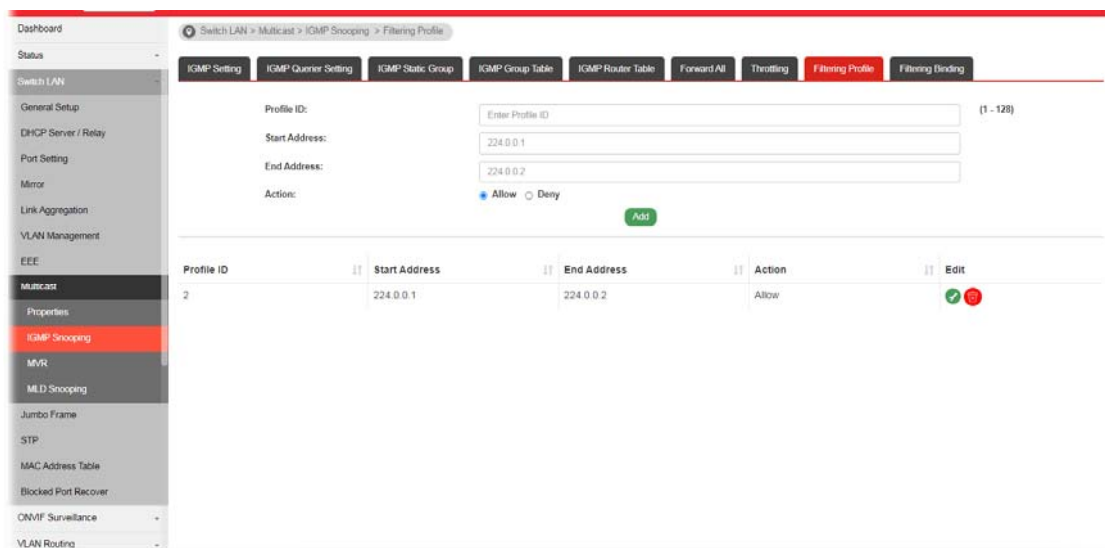 Dashboard
Status
Switch LAN
General Setup
DHCP Server / Relay
Port Setting
Mirror
Link Aggregation
VLAN Management
EEE
Multicast
Properties
IGMP Snooping
MVR
MLD Snooping
Jumbo Frame
STP
MAC Address Table
Blocked Port Recover
ONVIF Surveillance
VLAN Routing
Switch LAN > Multicast > IGMP Snooping > Filtering Profile
IGMP Setting IGMP Querier Setting IGMP Static Group IGMP Group Table IGMP Router Table Forward All Throttling Filtering Profile Filtering Binding
Profile ID: Enter Profile ID (1 - 128)
Start Address: 224.0.0.1
End Address: 224.0.0.2
Action: Allow Deny
Add
Profile ID Start Address End Address Action Edit
2 224.0.0.1 224.0.0.2 Allow